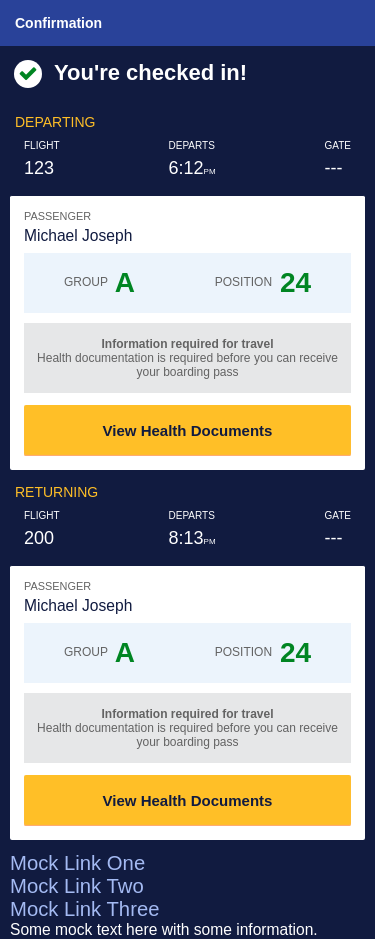 Confirmation
You're checked in!
DEPARTING
FLIGHT DEPARTS GATE
123 6:12PM ---
PASSENGER
Michael Joseph
GROUP A POSITION 24
Information required for travel
Health documentation is required before you can receive
your boarding pass
View Health Documents
RETURNING
FLIGHT DEPARTS GATE
200 8:13PM ---
PASSENGER
Michael Joseph
GROUP A POSITION 24
Information required for travel
Health documentation is required before you can receive
your boarding pass
View Health Documents
Mock Link One
Mock Link Two
Mock Link Three
Some mock text here with some information.